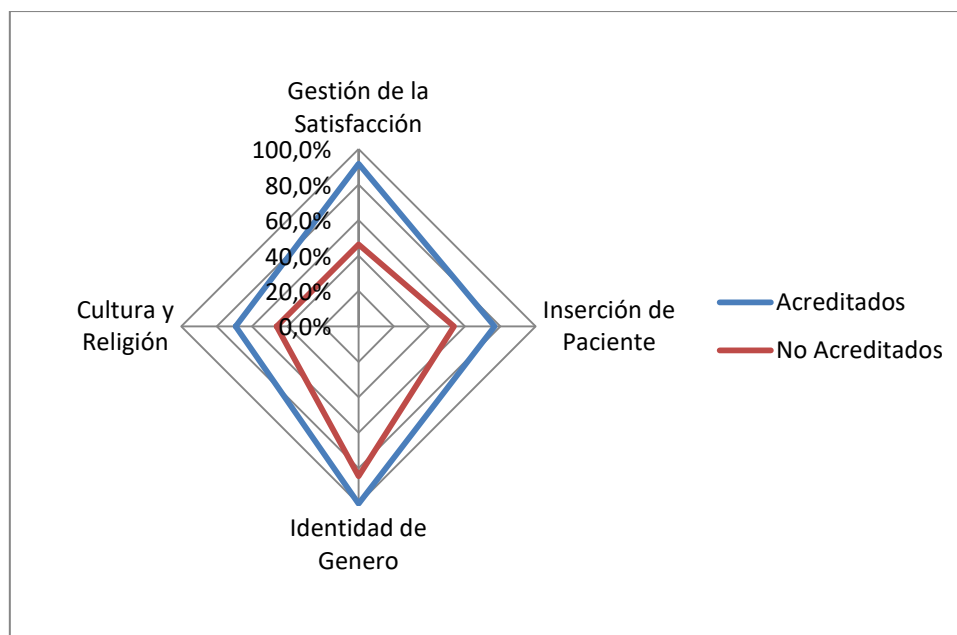 Gestión de la
Satisfacción
100,0%
80,0%
60,0%
40,0%
20,0%
0,0%
Cultura y
Religión
Inserción de
Paciente
Identidad de
Genero
Acreditados
No Acreditados